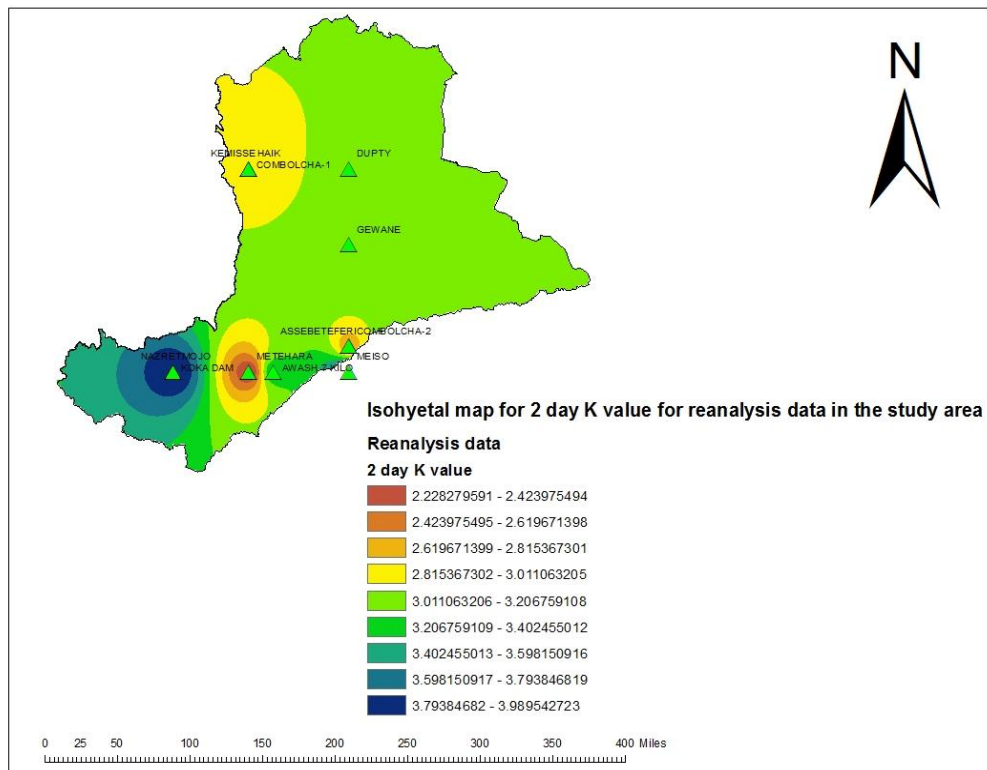 N
KEMISSE HAIK
COMBOLCHA-1
DUPTY
GEWANE
ASSEBETEFERICOMBOLCHA-2
NAZRETMOJO
METEHARA
MEISO
KOKA DAM
AWASH 7 KILO
Isohyetal map for 2 day K value for reanalysis data in the study area
Reanalysis data
2 day K value
2.228279591 - 2.423975494
2.423975495 - 2.619671398
2.619671399 - 2.815367301
2.815367302 - 3.011063205
3.011063206 - 3.206759108
3.206759109 - 3.402455012
3.402455013 - 3.598150916
3.598150917 - 3.793846819
3.79384682 - 3.989542723
0 50 100 150 200 250 300 350 400 Miles